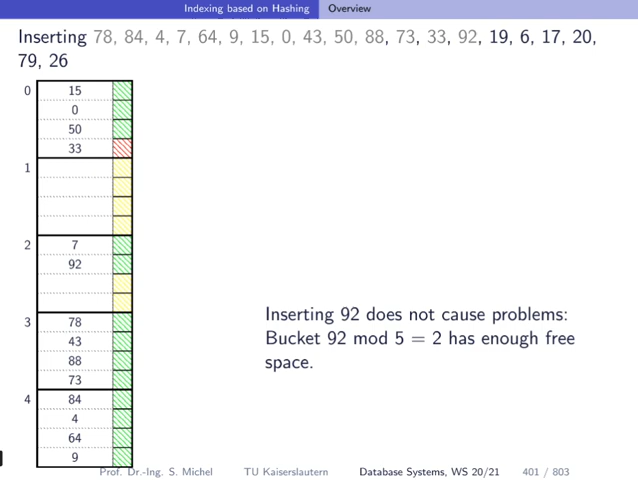 Indexing based on Hashing Overview
Inserting 78, 84, 4, 7, 64, 9, 15, 0, 43, 50, 88, 73, 33, 92, 19, 6, 17, 20,
79, 26
0 15
0
50
33
1
2 7
92
3 78
43
88
73
4 84
4
64
9
Inserting 92 does not cause problems:
Bucket 92 mod 5 = 2 has enough free
space.
Prof. Dr.-Ing. S. Michel TU Kaiserslautern Database Systems, WS 20/21 401 / 803